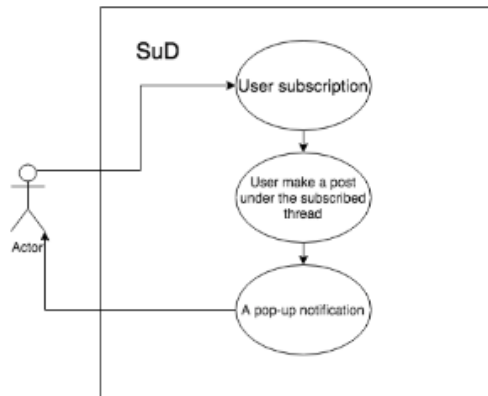 SuD
User subscription
User make a post
under the subscribed
thread
Actor
A pop-up notification